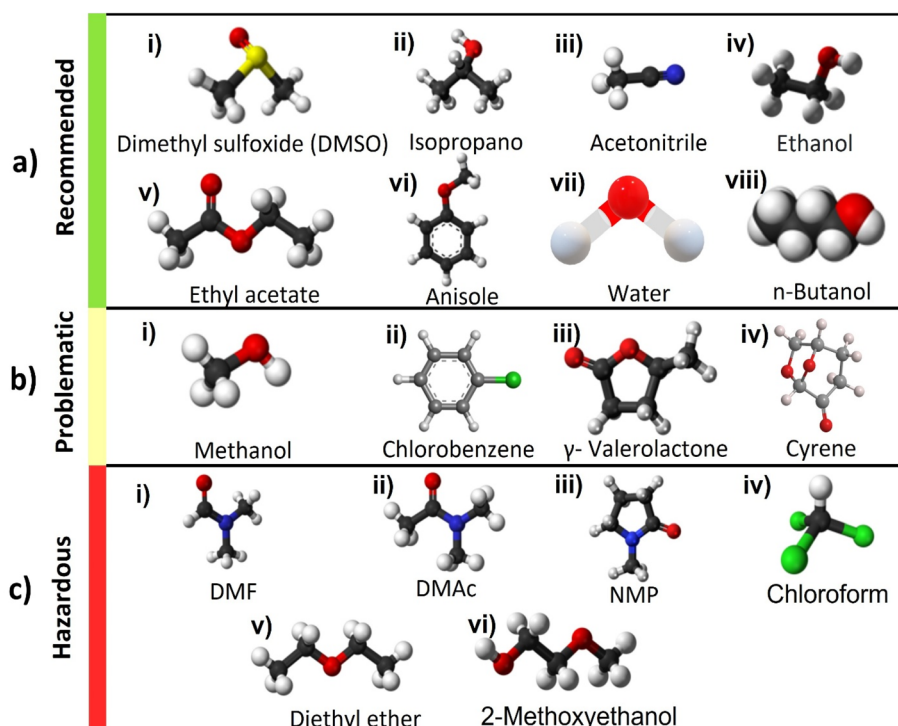 Recommended
a)
i)
ii)
iii)
iv)
Dimethyl sulfoxide (DMSO)
Isopropano
Acetonitrile
Ethanol
v)
vi)
vii)
viii)
Ethyl acetate
Anisole
Water
n-Butanol
Problematic
b)
i)
ii)
iii)
iv)
Methanol
Chlorobenzene
γ- Valerolactone
Cyrene
Hazardous
c)
i)
ii)
iii)
iv)
DMF
DMAc
NMP
Chloroform
v)
vi)
Diethyl ether
2-Methoxyethanol